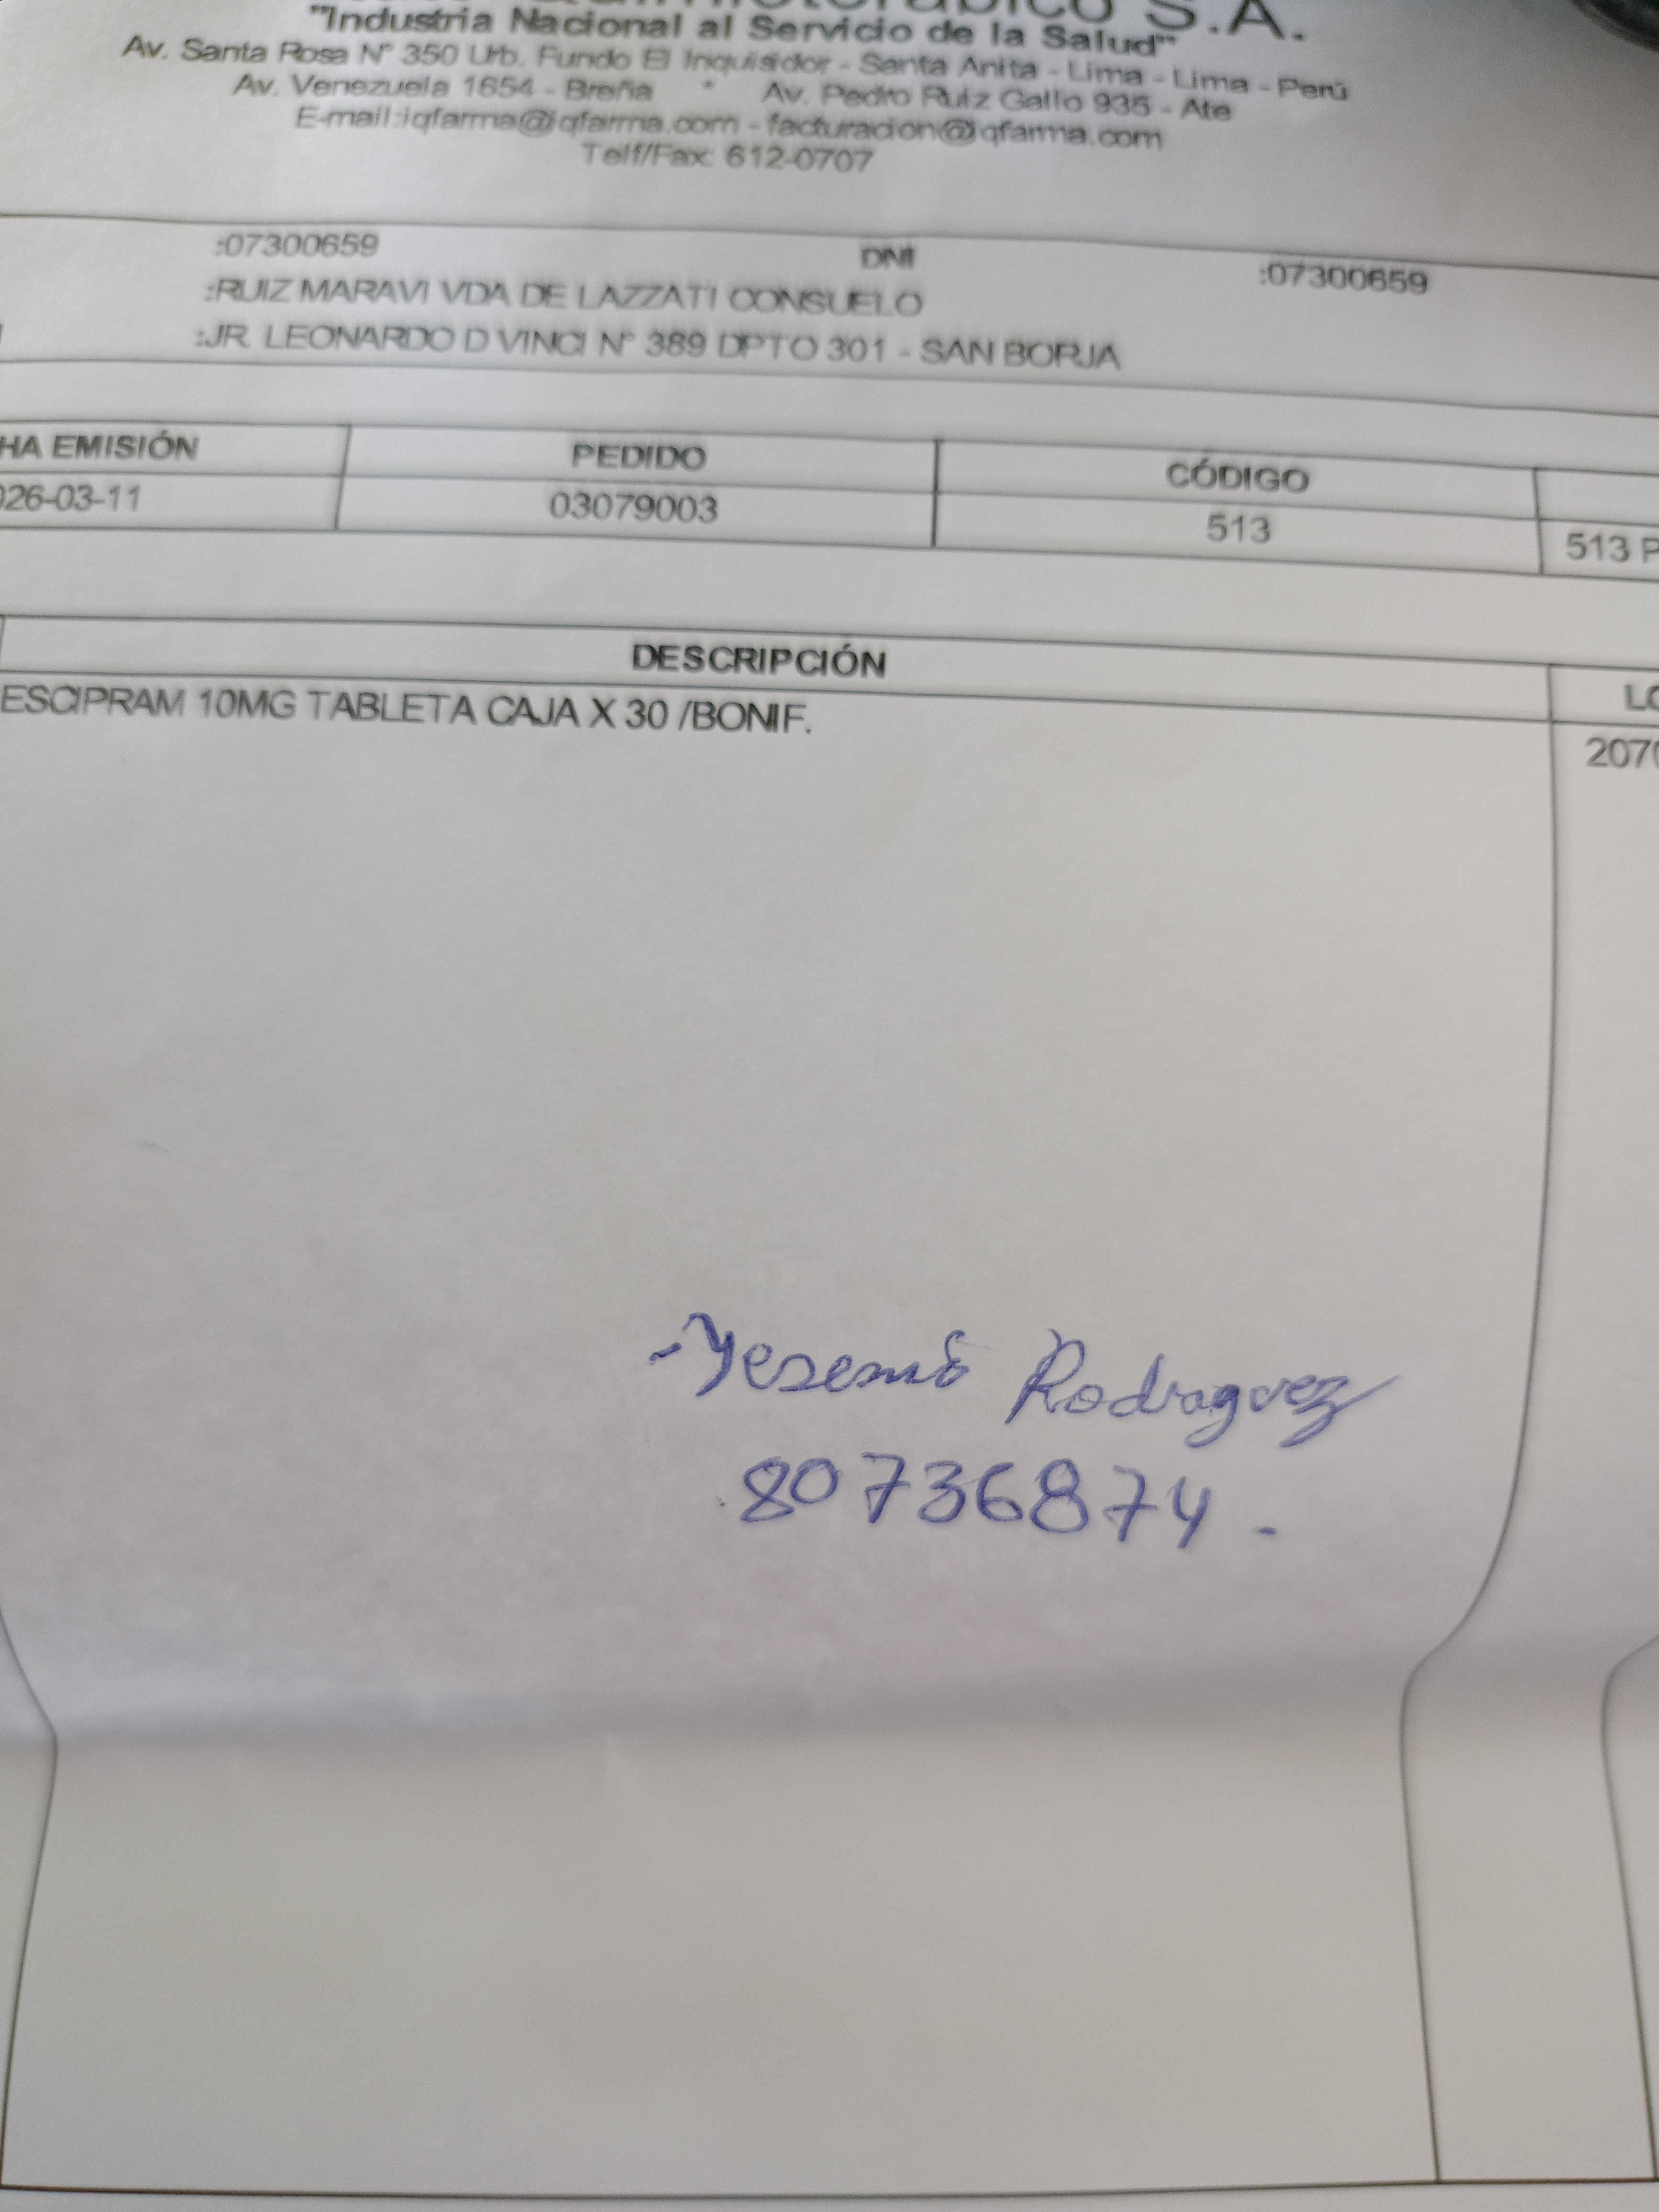 S.A.
"Industria Nacional al Servicio de la Salud"
Av. Santa Rosa N° 350 Urb. Fundo El Inquisidor - Santa Anita - Lima - Lima - Perú
Av. Venezuela 1654 - Breña * Av. Pedro Ruiz Gallo 935 - Ate
E-mail:iqfarma@iqfarma.com - facturacion@iqfarma.com
Telf/Fax: 612-0707
:07300659 DNI :07300659
:RUIZ MARAVI VDA DE LAZZATI CONSUELO
:JR. LEONARDO D VINCI N° 389 DPTO 301 - SAN BORJA
HA EMISIÓN PEDIDO CÓDIGO
026-03-11 03079003 513 513 P
DESCRIPCIÓN LO
ESCIPRAM 10MG TABLETA CAJA X 30 /BONIF. 2070
Rodraguez
80736874.